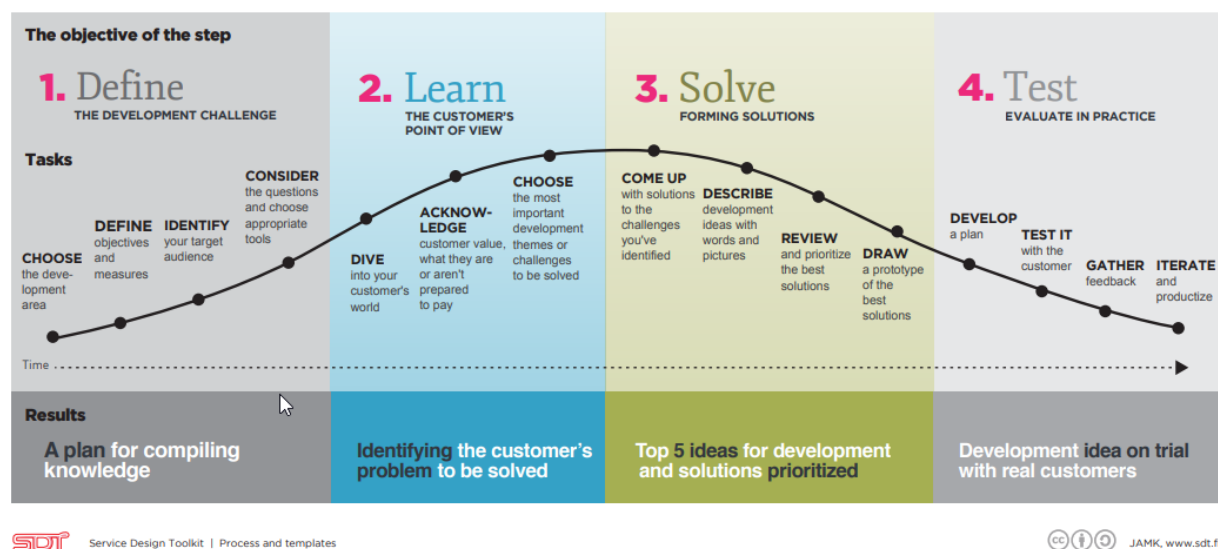 The objective of the step
1. Define
THE DEVELOPMENT CHALLENGE
2. Learn
THE CUSTOMER'S
POINT OF VIEW
3. Solve
FORMING SOLUTIONS
4. Test
EVALUATE IN PRACTICE
Tasks
CHOOSE
the deve-
lopment
area
DEFINE
objectives
and
measures
IDENTIFY
your target
audience
CONSIDER
the questions
and choose
appropriate
tools
DIVE
into your
customer's
world
ACKNOW-
LEDGE
customer value,
what they are
or aren't
prepared
to pay
CHOOSE
the most
important
development
themes or
challenges
to be solved
COME UP
with solutions
to the
challenges
you've
identified
DESCRIBE
development
ideas with
words and
pictures
REVIEW
and prioritize
the best
solutions
DRAW
a prototype
of the
best
solutions
DEVELOP
a plan
TEST IT
with the
customer
GATHER
feedback
ITERATE
and
productize
Time
Results
A plan for compiling
knowledge
Identifying the customer's
problem to be solved
Top 5 ideas for development
and solutions prioritized
Development idea on trial
with real customers
SDT Service Design Toolkit | Process and templates
cc JAMK, www.sdt.f